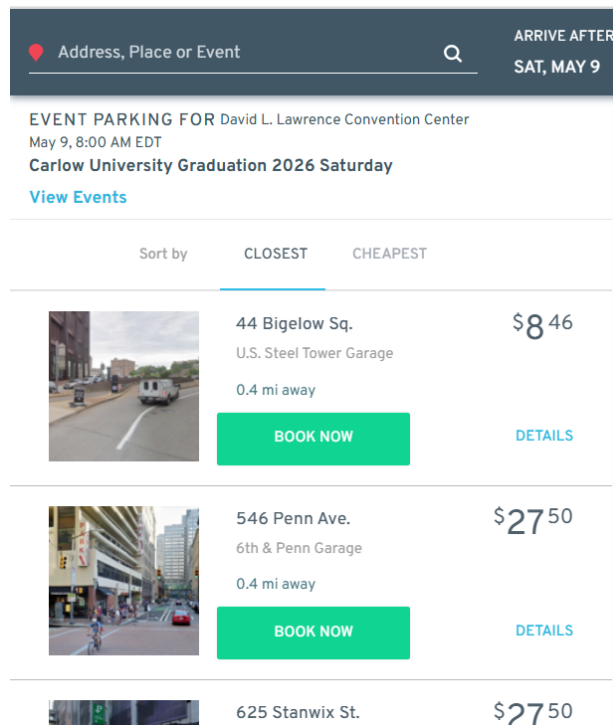 Address, Place or Event
ARRIVE AFTER
SAT, MAY 9
EVENT PARKING FOR David L. Lawrence Convention Center
May 9, 8:00 AM EDT
Carlow University Graduation 2026 Saturday
View Events
Sort by CLOSEST CHEAPEST
44 Bigelow Sq. $8 46
U.S. Steel Tower Garage
0.4 mi away
BOOK NOW DETAILS
546 Penn Ave. $27 50
6th & Penn Garage
0.4 mi away
BOOK NOW DETAILS
625 Stanwix St. $27 50